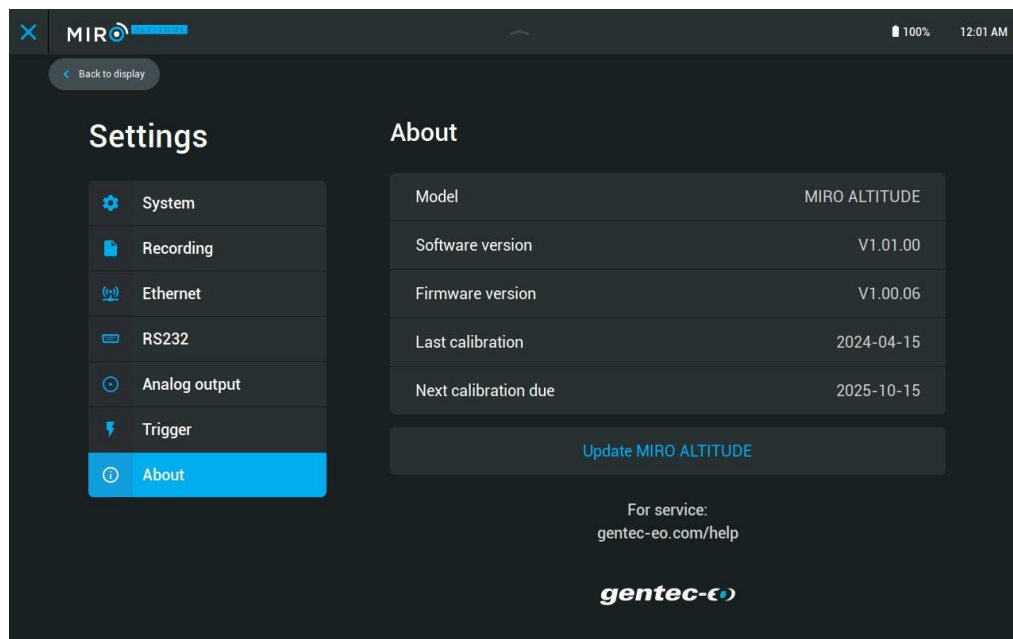 MIRO ALTITUDE
100%
12:01 AM
Back to display
Settings
System
Recording
Ethernet
RS232
Analog output
Trigger
About
About
Model MIRO ALTITUDE
Software version V1.01.00
Firmware version V1.00.06
Last calibration 2024-04-15
Next calibration due 2025-10-15
Update MIRO ALTITUDE
For service:
gentec-eo.com/help
gentec-eo